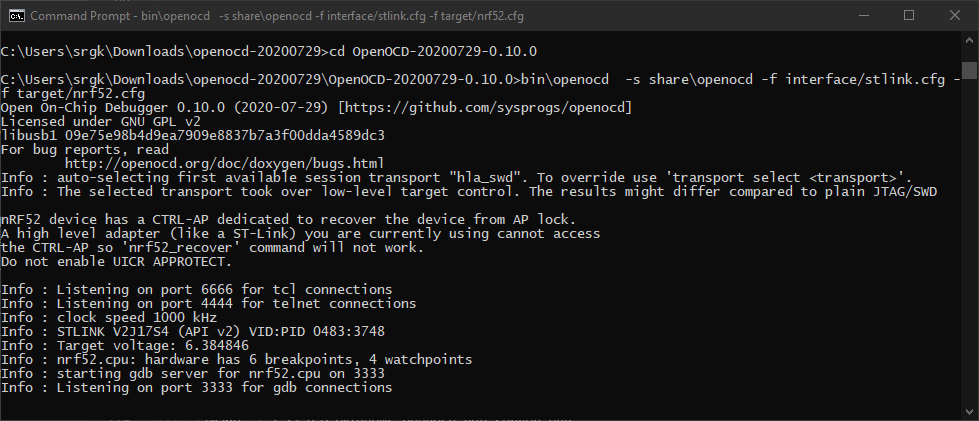 Command Prompt - bin\openocd  -s share\openocd -f interface/stlink.cfg -f target/nrf52.cfg
C:\Users\srgk\Downloads\openocd-20200729>cd OpenOCD-20200729-0.10.0
C:\Users\srgk\Downloads\openocd-20200729\OpenOCD-20200729-0.10.0>bin\openocd  -s share\openocd -f interface/stlink.cfg -
f target/nrf52.cfg
Open On-Chip Debugger 0.10.0 (2020-07-29) [https://github.com/sysprogs/openocd]
Licensed under GNU GPL v2
libusb1 09e75e98b4d9ea7909e8837b7a3f00dda4589dc3
For bug reports, read
        http://openocd.org/doc/doxygen/bugs.html
Info : auto-selecting first available session transport "hla_swd". To override use 'transport select <transport>'.
Info : The selected transport took over low-level target control. The results might differ compared to plain JTAG/SWD
nRF52 device has a CTRL-AP dedicated to recover the device from AP lock.
A high level adapter (like a ST-Link) you are currently using cannot access
the CTRL-AP so 'nrf52_recover' command will not work.
Do not enable UICR APPROTECT.
Info : Listening on port 6666 for tcl connections
Info : Listening on port 4444 for telnet connections
Info : clock speed 1000 kHz
Info : STLINK V2J17S4 (API v2) VID:PID 0483:3748
Info : Target voltage: 6.384846
Info : nrf52.cpu: hardware has 6 breakpoints, 4 watchpoints
Info : starting gdb server for nrf52.cpu on 3333
Info : Listening on port 3333 for gdb connections